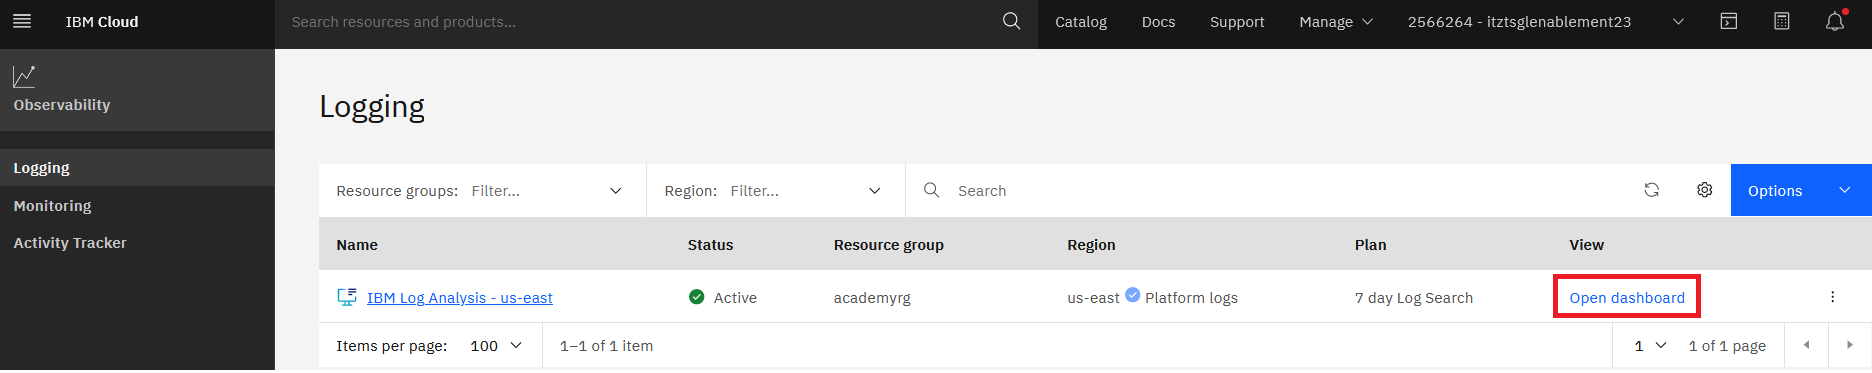 IBM Cloud
Search resources and products...
Catalog
Docs
Support
Manage
2566264 - itztsglenablement23
Observability
Logging
Monitoring
Activity Tracker
Logging
Resource groups: Filter...
Region: Filter...
Search
Options
Name Status Resource group Region Plan View
IBM Log Analysis - us-east Active academyrg us-east Platform logs 7 day Log Search Open dashboard
Items per page: 100 1–1 of 1 item 1 1 of 1 page